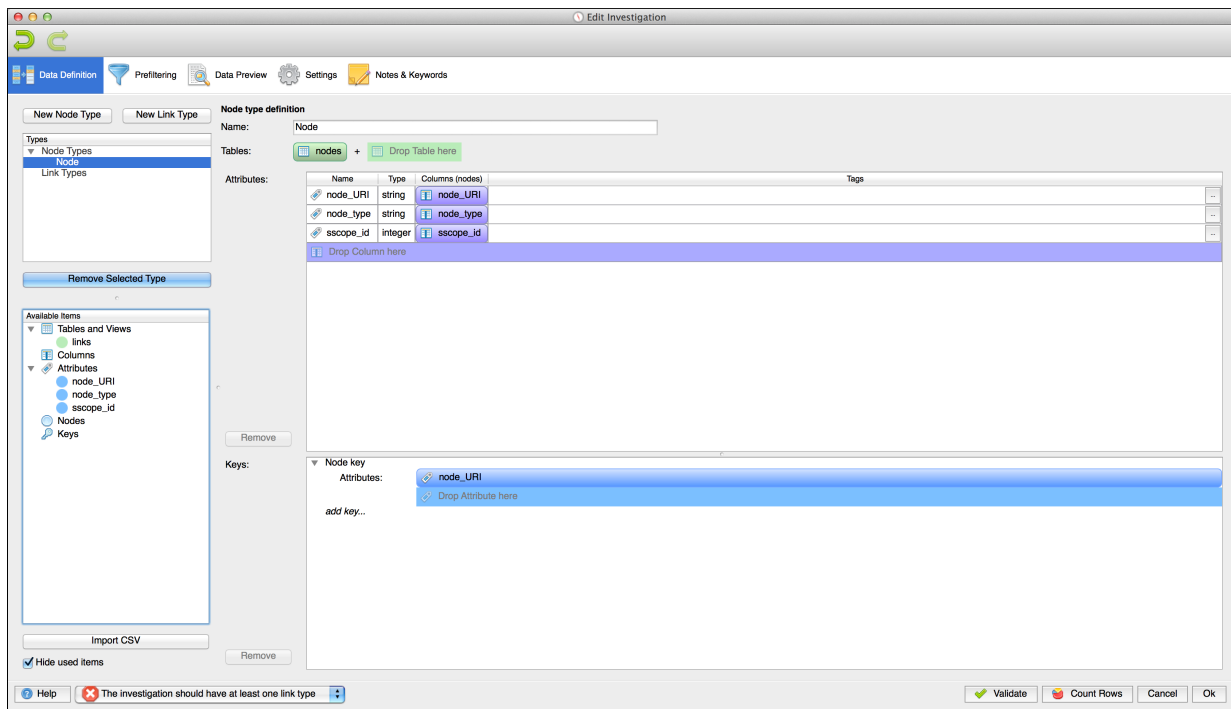 Edit Investigation
Data Definition
Prefiltering
Data Preview
Settings
Notes & Keywords
New Node Type
New Link Type
Types
Node Types
Node
Link Types
Remove Selected Type
Available Items
Tables and Views
links
Columns
Attributes
node_URI
node_type
sscope_id
Nodes
Keys
Import CSV
Hide used items
Node type definition
Name: Node
Tables: nodes + Drop Table here
Attributes:
Name Type Columns (nodes) Tags
node_URI string node_URI ..
node_type string node_type ..
sscope_id integer sscope_id ..
Drop Column here
Remove
Keys:
Node key
Attributes: node_URI
Drop Attribute here
add key...
Remove
? Help
The investigation should have at least one link type
Validate
Count Rows
Cancel
Ok